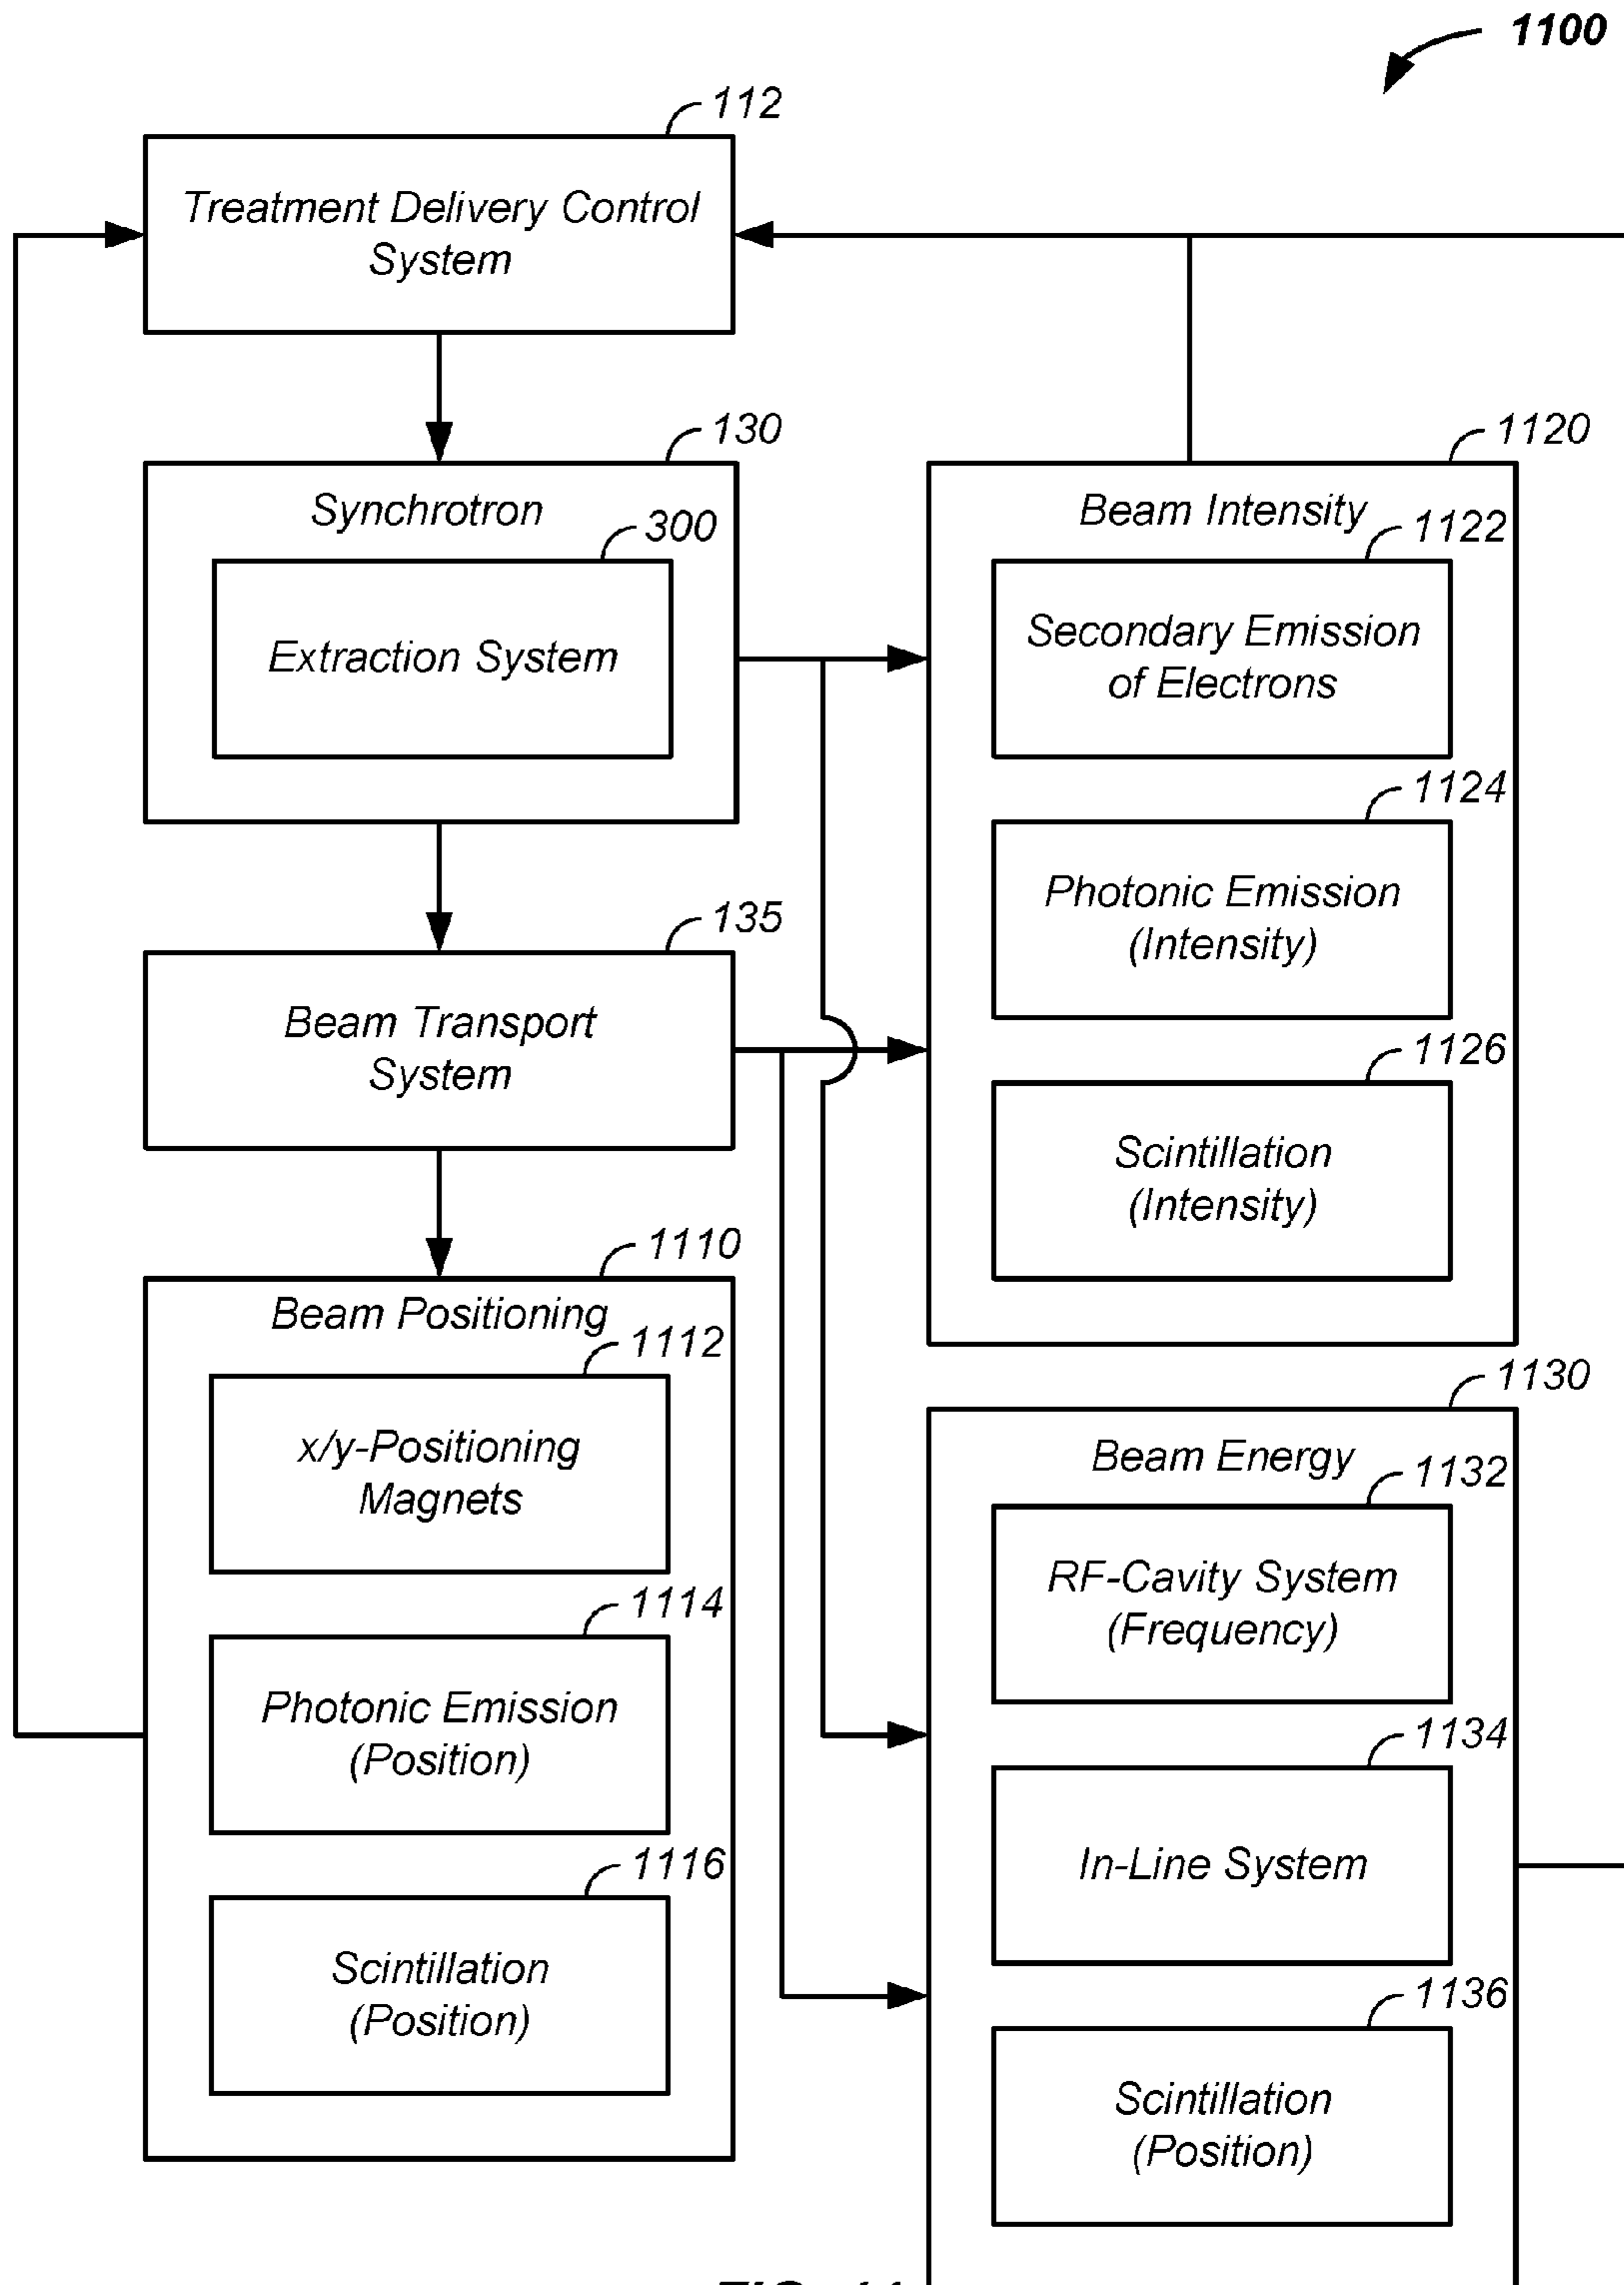 1100
112
Treatment Delivery Control
System
130
Synchrotron
300
Extraction System
135
Beam Transport
System
1110
Beam Positioning
1112
x/y-Positioning
Magnets
1114
Photonic Emission
(Position)
1116
Scintillation
(Position)
1120
Beam Intensity
1122
Secondary Emission
of Electrons
1124
Photonic Emission
(Intensity)
1126
Scintillation
(Intensity)
1130
Beam Energy
1132
RF-Cavity System
(Frequency)
1134
In-Line System
1136
Scintillation
(Position)